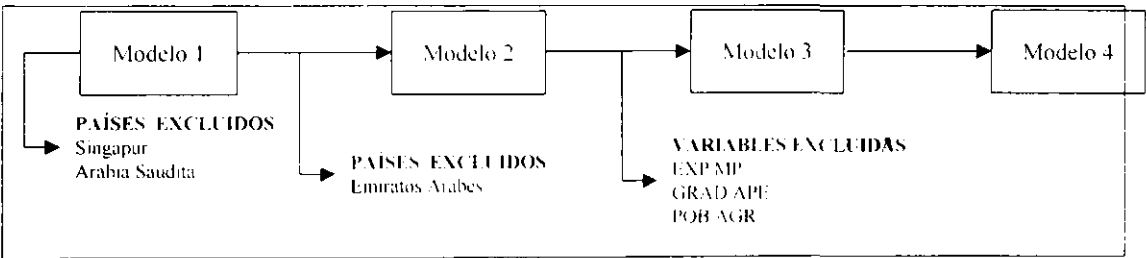 Modelo 1
Modelo 2
Modelo 3
Modelo 4
PAÍSES EXCLUIDOS
Singapur
Arabia Saudita
PAÍSES EXCLUIDOS
Emiratos Arabes
VARIABLES EXCLUIDAS
EXP MP
GRAD APE
POB AGR